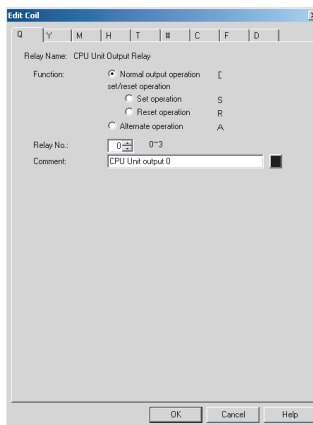 Edit Coil
Q Y M H T # C F D
Relay Name: CPU Unit Output Relay
Function: Normal output operation [
set/reset operation
Set operation S
Reset operation R
Alternate operation A
Relay No.: 0 0~3
Comment: CPU Unit output 0
OK Cancel Help